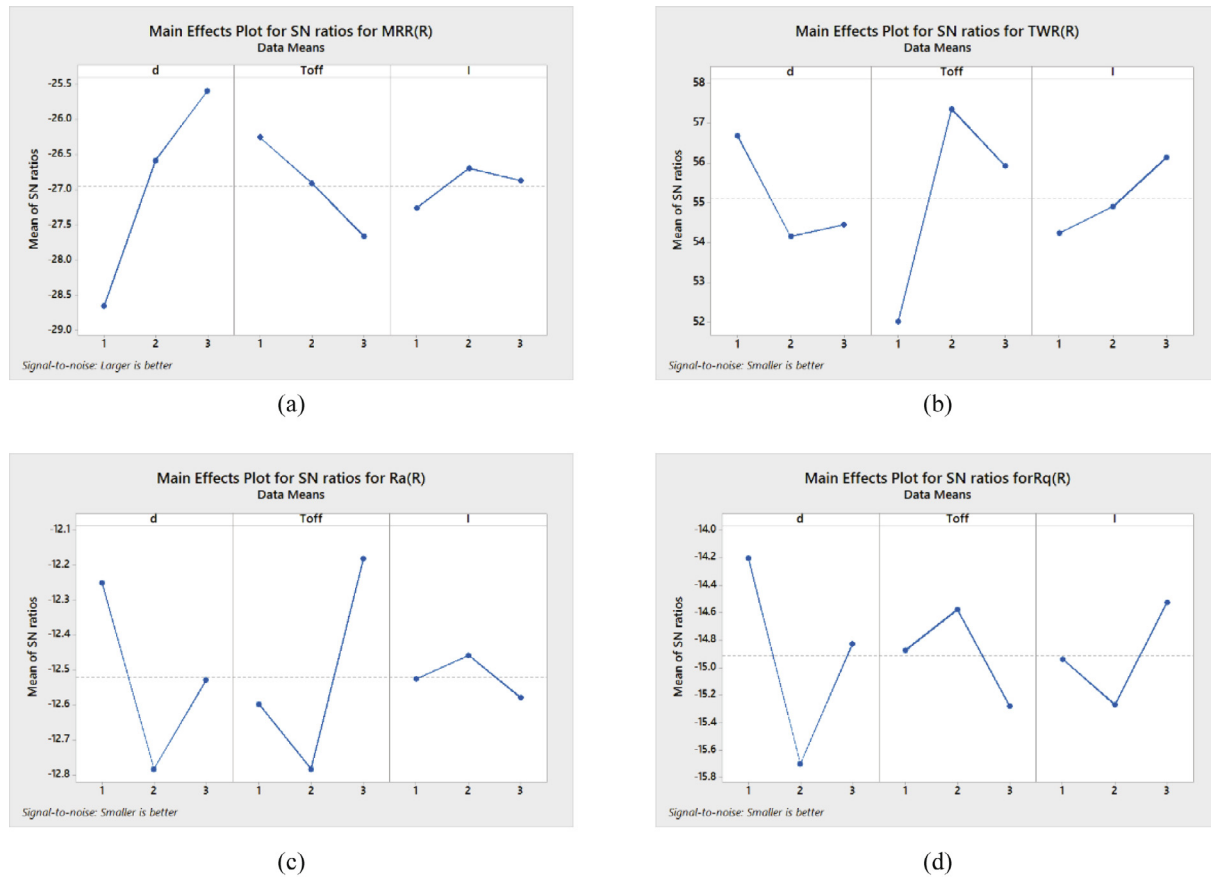 Main Effects Plot for SN ratios for MRR(R)
Data Means
d Toff I
Mean of SN ratios
-25.5
-26.0
-26.5
-27.0
-27.5
-28.0
-28.5
-29.0
1 2 3 1 2 3 1 2 3
Signal-to-noise: Larger is better
(a)
Main Effects Plot for SN ratios for TWR(R)
Data Means
d Toff I
Mean of SN ratios
58
57
56
55
54
53
52
1 2 3 1 2 3 1 2 3
Signal-to-noise: Smaller is better
(b)
Main Effects Plot for SN ratios for Ra(R)
Data Means
d Toff I
Mean of SN ratios
-12.1
-12.2
-12.3
-12.4
-12.5
-12.6
-12.7
-12.8
1 2 3 1 2 3 1 2 3
Signal-to-noise: Smaller is better
(c)
Main Effects Plot for SN ratios forRq(R)
Data Means
d Toff I
Mean of SN ratios
-14.0
-14.2
-14.4
-14.6
-14.8
-15.0
-15.2
-15.4
-15.6
-15.8
1 2 3 1 2 3 1 2 3
Signal-to-noise: Smaller is better
(d)